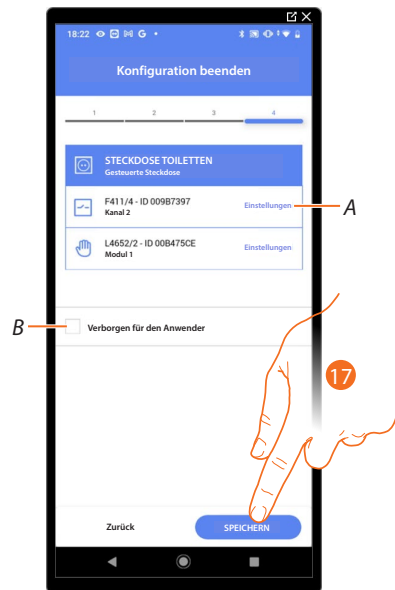 18:22 G
Konfiguration beenden
1 2 3 4
STECKDOSE TOILETTEN
Gesteuerte Steckdose
F411/4 - ID 009B7397
Kanal 2
Einstellungen
A
L4652/2 - ID 00B475CE
Modul 1
Einstellungen
B
Verborgen für den Anwender
17
Zurück
SPEICHERN